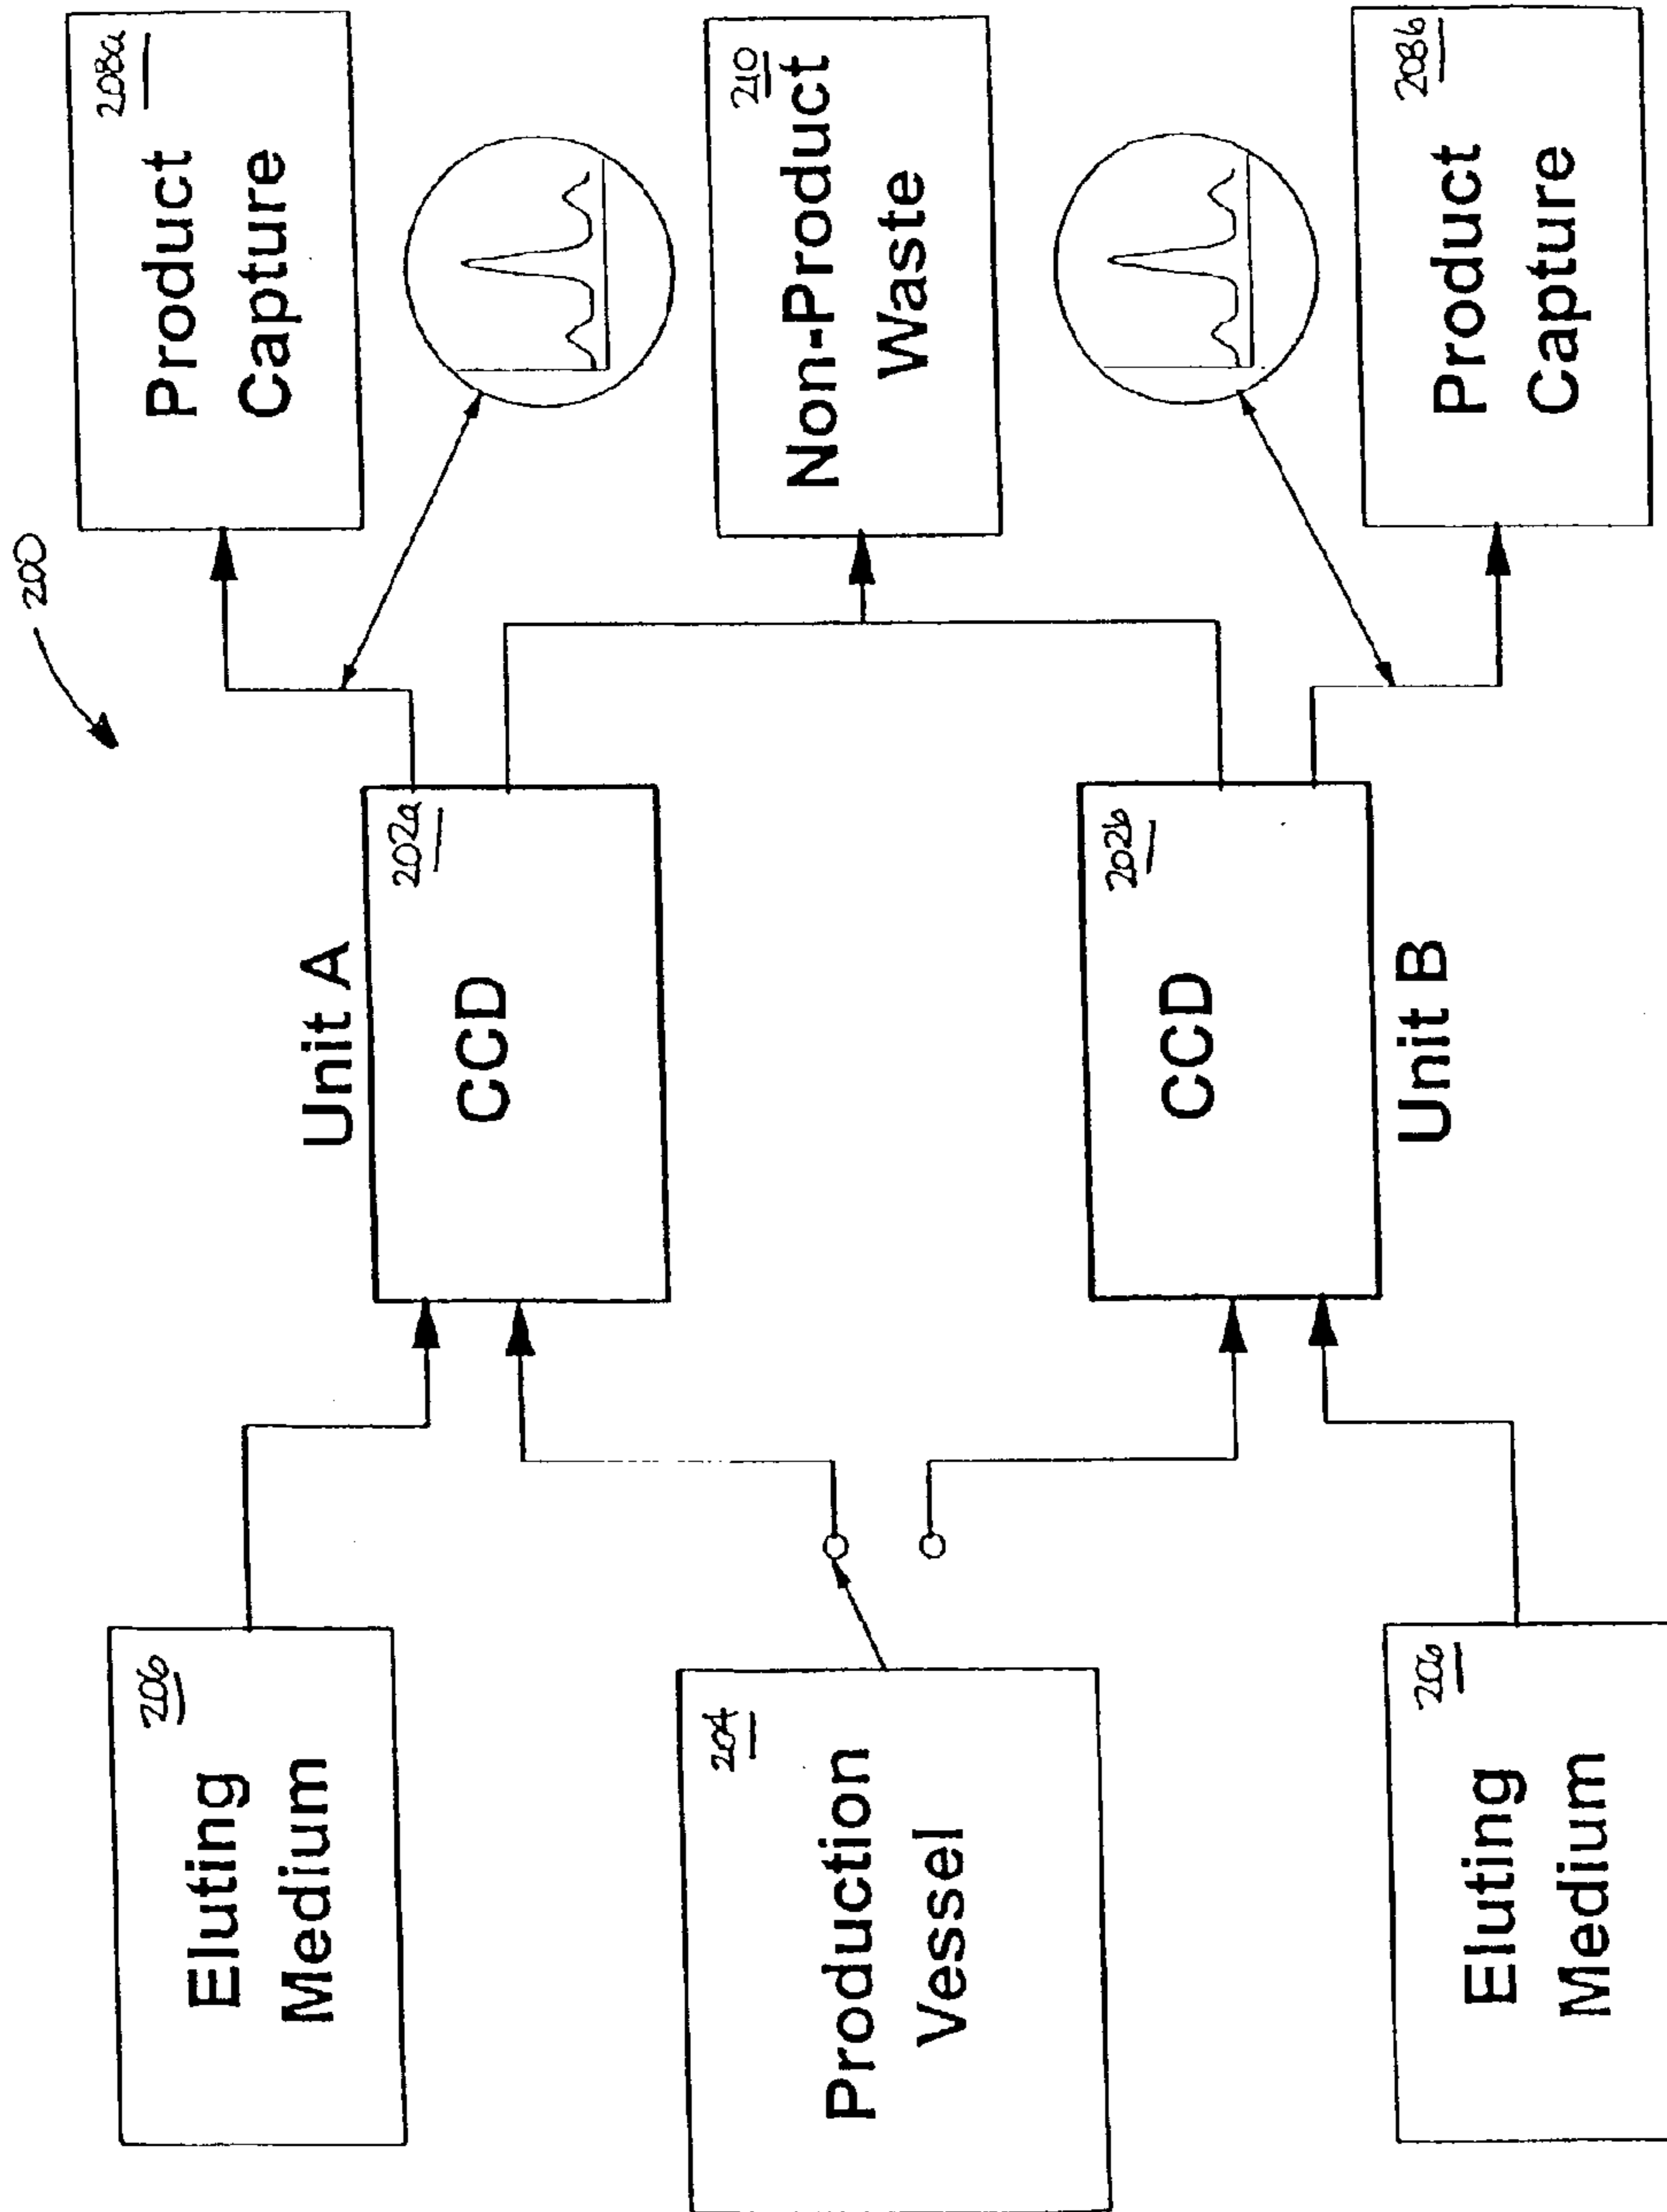 200
Eluting
Medium
206
Production
Vessel
204
Eluting
Medium
206
Unit A
CCD
202a
CCD
202b
Unit B
Product
Capture
208a
Non-Product
Waste
210
Product
Capture
208b